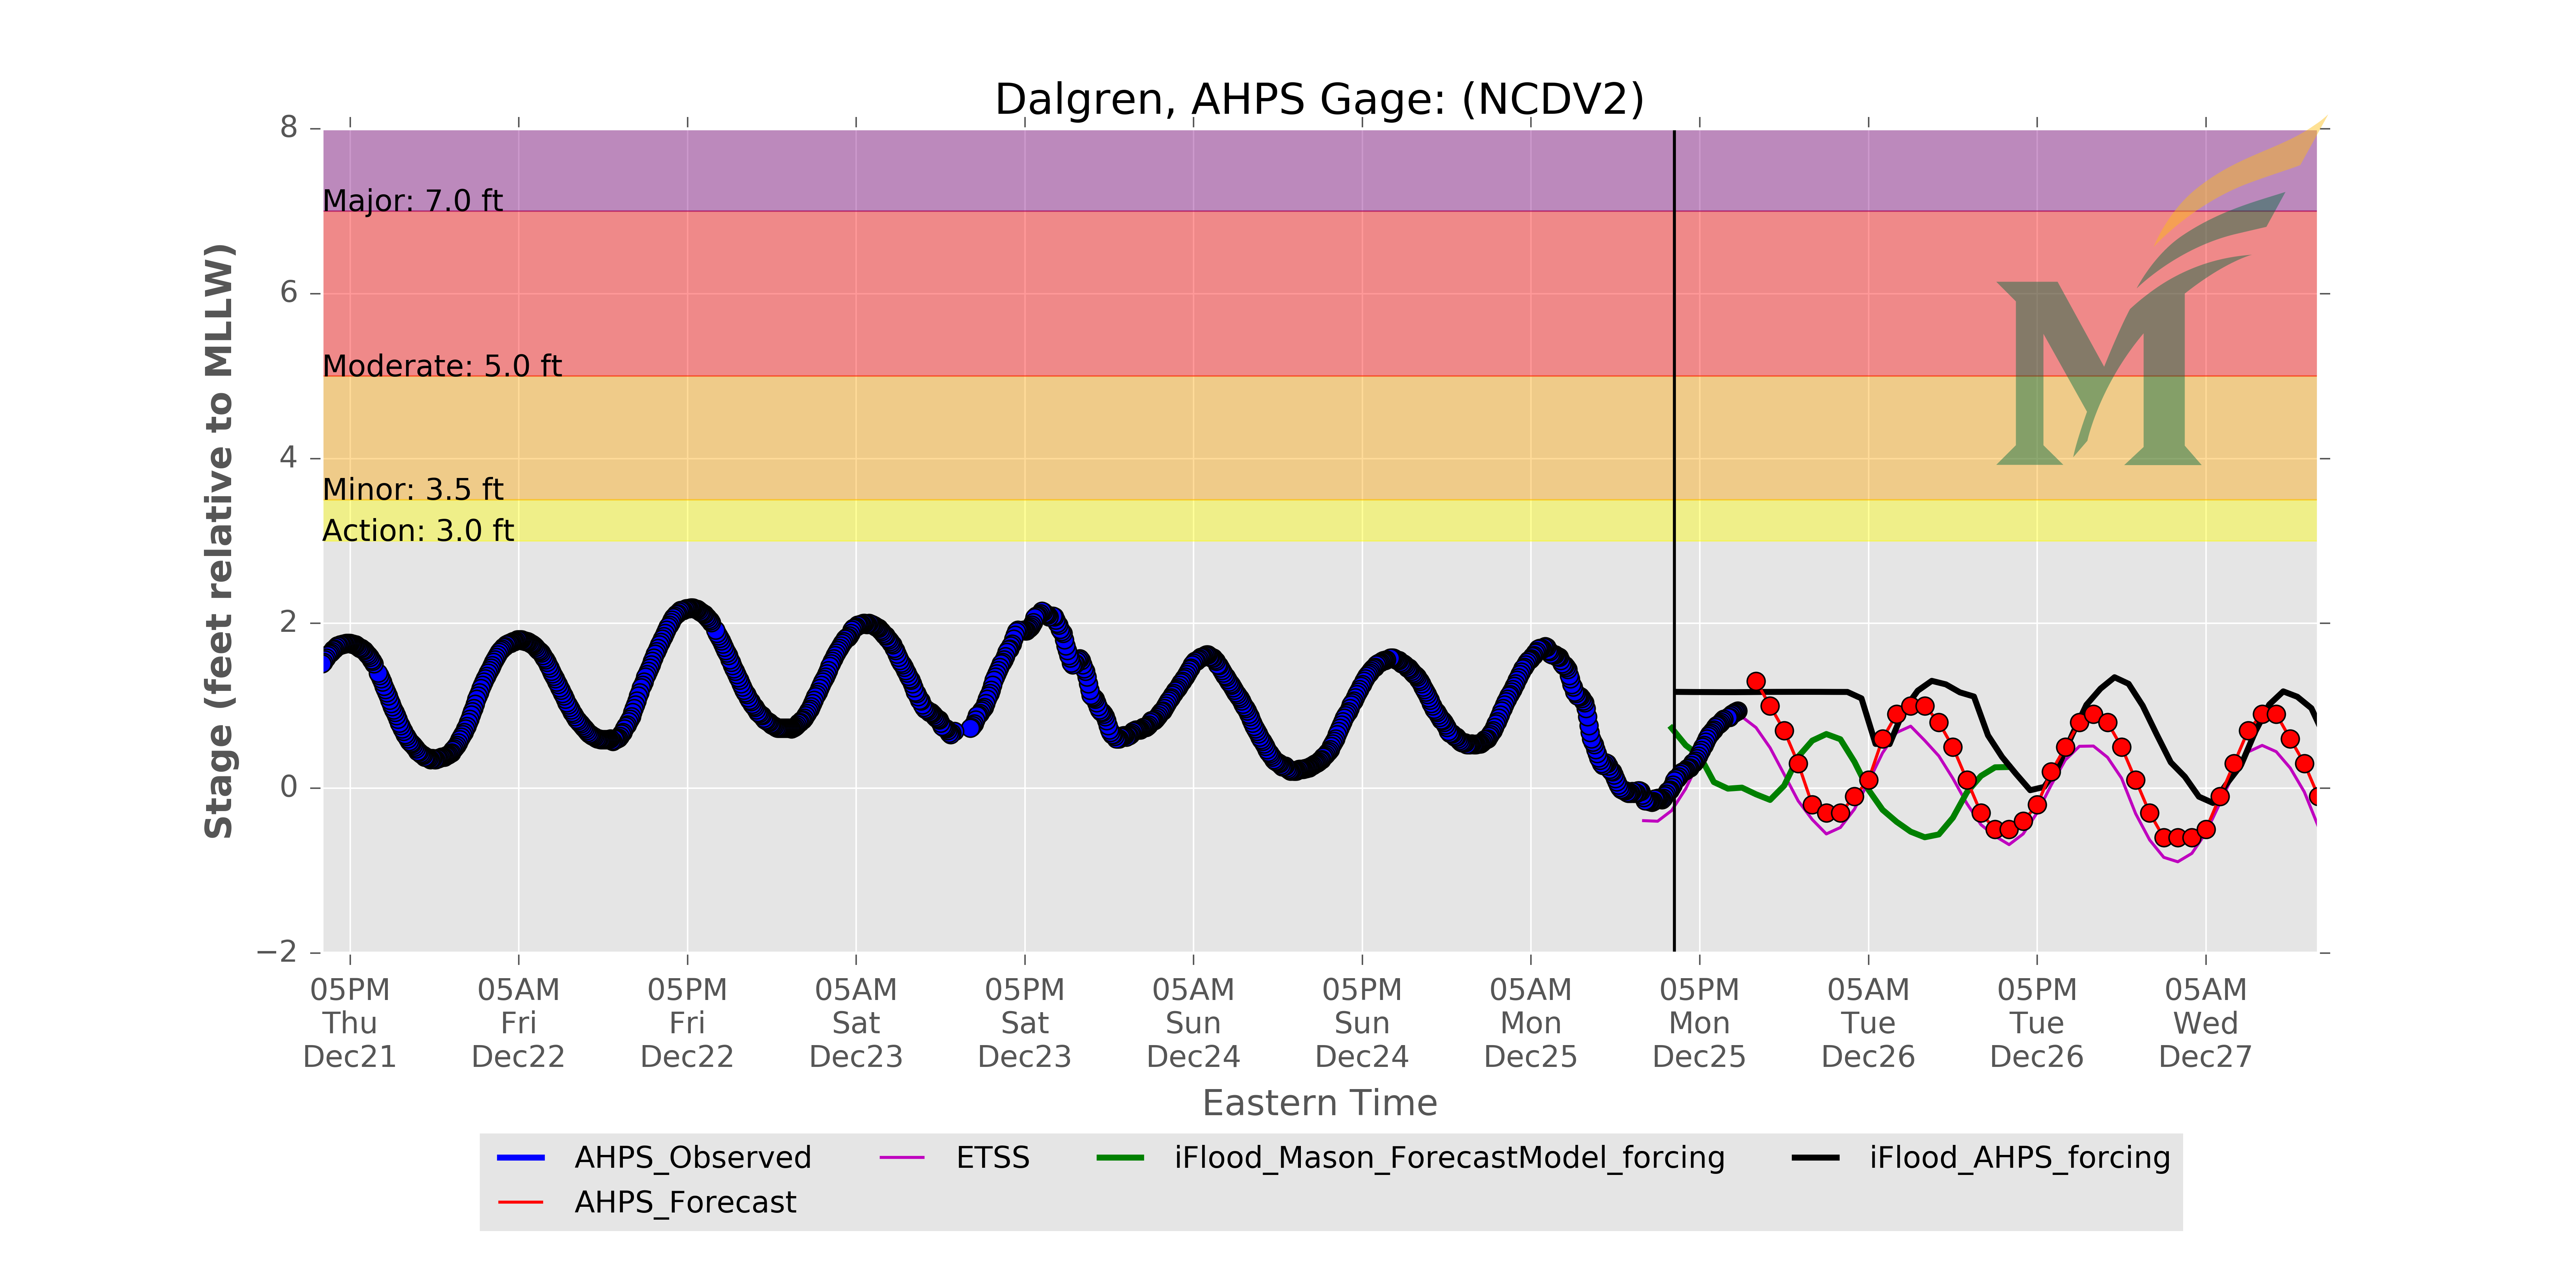 Dalgren, AHPS Gage: (NCDV2)
Stage (feet relative to MLLW)
8
6
4
2
0
−2
Major: 7.0 ft
Moderate: 5.0 ft
Minor: 3.5 ft
Action: 3.0 ft
M
05PM Thu Dec21
05AM Fri Dec22
05PM Fri Dec22
05AM Sat Dec23
05PM Sat Dec23
05AM Sun Dec24
05PM Sun Dec24
05AM Mon Dec25
05PM Mon Dec25
05AM Tue Dec26
05PM Tue Dec26
05AM Wed Dec27
Eastern Time
AHPS_Observed
AHPS_Forecast
ETSS
iFlood_Mason_ForecastModel_forcing
iFlood_AHPS_forcing